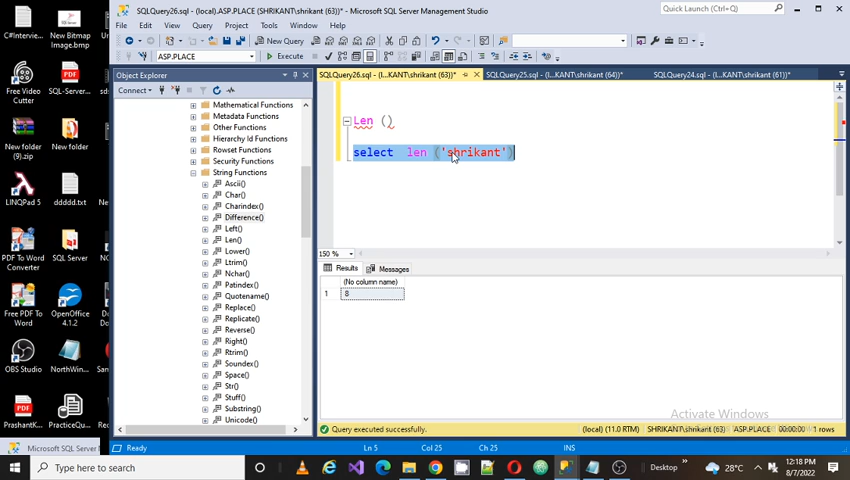 SQLQuery26.sql - (local).ASP.PLACE (SHRIKANT\shrikant (63))* - Microsoft SQL Server Management Studio
Quick Launch (Ctrl+Q)
File Edit View Query Project Tools Window Help
New Query
ASP.PLACE
Execute
Object Explorer
Connect
Mathematical Functions
Metadata Functions
Other Functions
Hierarchy Id Functions
Rowset Functions
Security Functions
String Functions
Ascii()
Char()
Charindex()
Difference()
Left()
Len()
Lower()
Ltrim()
Nchar()
Patindex()
Quotename()
Replace()
Replicate()
Reverse()
Right()
Rtrim()
Soundex()
Space()
Str()
Stuff()
Substring()
Unicode()
SQLQuery26.sql - (l...KANT\shrikant (63))*
SQLQuery25.sql - (l...KANT\shrikant (64))*
SQLQuery24.sql - (l...KANT\shrikant (61))*
Len ()
select len ('shrikant')
150 %
Results Messages
(No column name)
1 8
Activate Windows
Query executed successfully.
(local) (11.0 RTM) SHRIKANT\shrikant (63) ASP.PLACE 00:00:00 1 rows
Ready Ln 5 Col 25 Ch 25 INS
C#Intervie...
New Bitmap Image.bmp
Free Video Cutter
SQL-Server-...
New folder (9).zip
New folder
LINQPad 5
ddddd.txt
PDF To Word Converter
SQL Server
Free PDF To Word
OpenOffice 4.1.2
OBS Studio
NorthWin...
PrashantK...
PracticeQu...
Microsoft SQL Server
Type here to search
Desktop
28°C
12:18 PM
8/7/2022